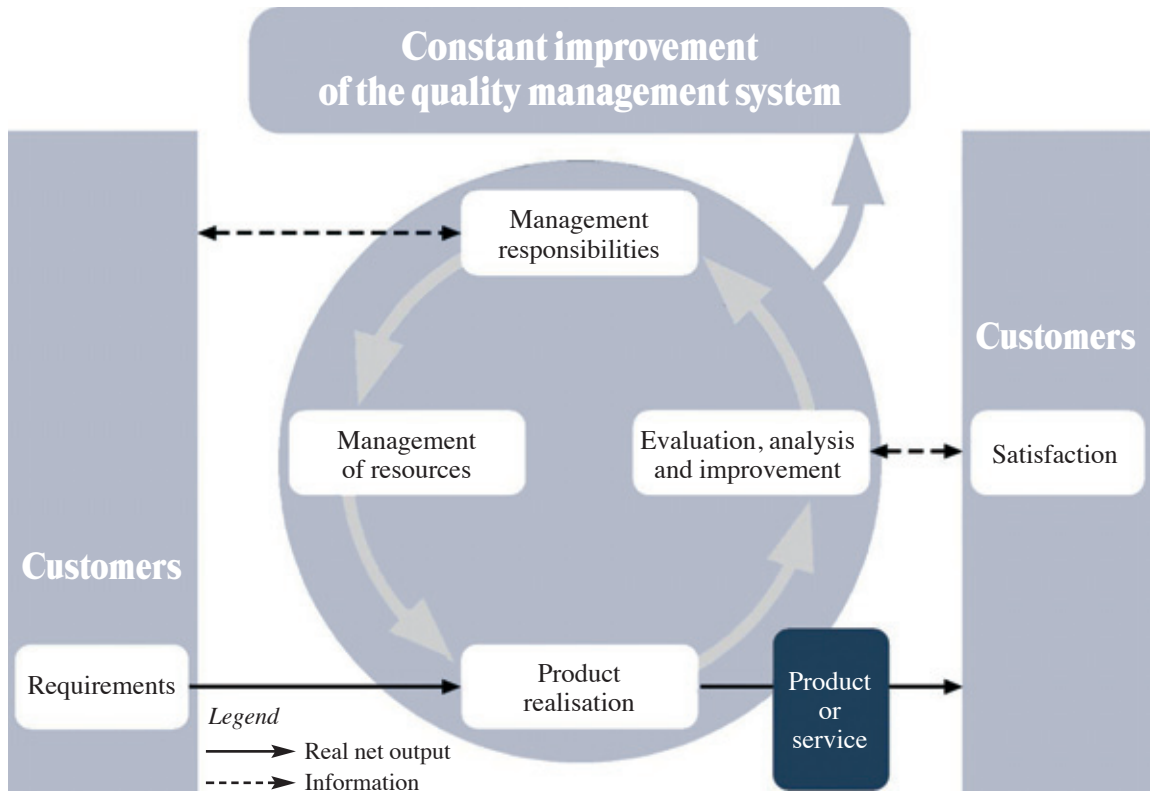 Constant improvement
of the quality management system
Management
responsibilities
Customers
Management
of resources
Evaluation, analysis
and improvement
Satisfaction
Customers
Requirements
Product
realisation
Product
or
service
Legend
Real net output
Information